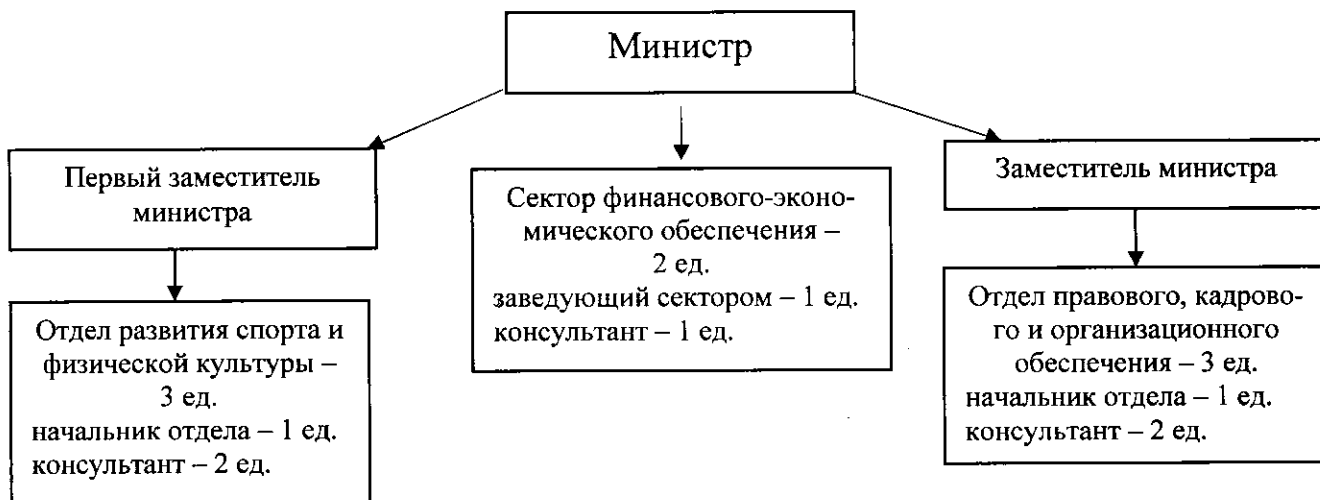 Министр
Первый заместитель
министра
Отдел развития спорта и
физической культуры –
3 ед.
начальник отдела – 1 ед.
консультант – 2 ед.
Сектор финансового-эконо-
мического обеспечения –
2 ед.
заведующий сектором – 1 ед.
консультант – 1 ед.
Заместитель министра
Отдел правового, кадрово-
го и организационного
обеспечения – 3 ед.
начальник отдела – 1 ед.
консультант – 2 ед.